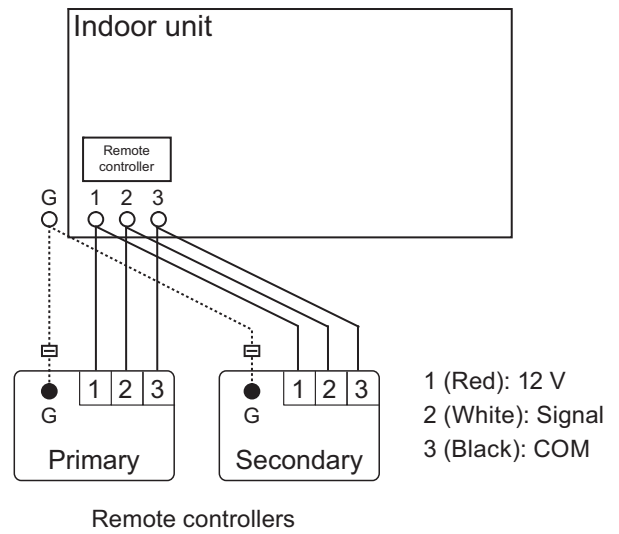 Indoor unit
Remote
controller
G 1 2 3
1 2 3
G
Primary
1 2 3
G
Secondary
1 (Red): 12 V
2 (White): Signal
3 (Black): COM
Remote controllers